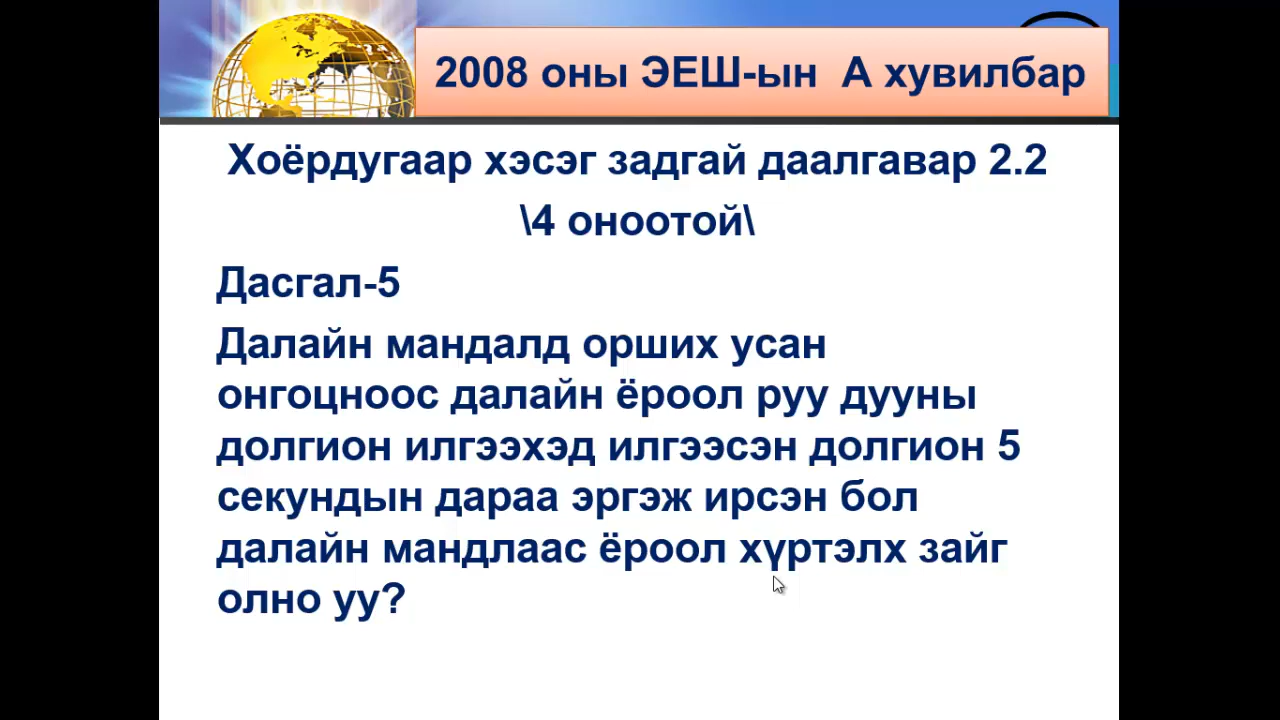 2008 оны ЭЕШ-ын А хувилбар
Хоёрдугаар хэсэг задгай даалгавар 2.2
\4 оноотой\
Дасгал-5
Далайн мандалд орших усан
онгоцноос далайн ёроол руу дууны
долгион илгээхэд илгээсэн долгион 5
секундын дараа эргэж ирсэн бол
далайн мандлаас ёроол хүртэлх зайг
олно уу?